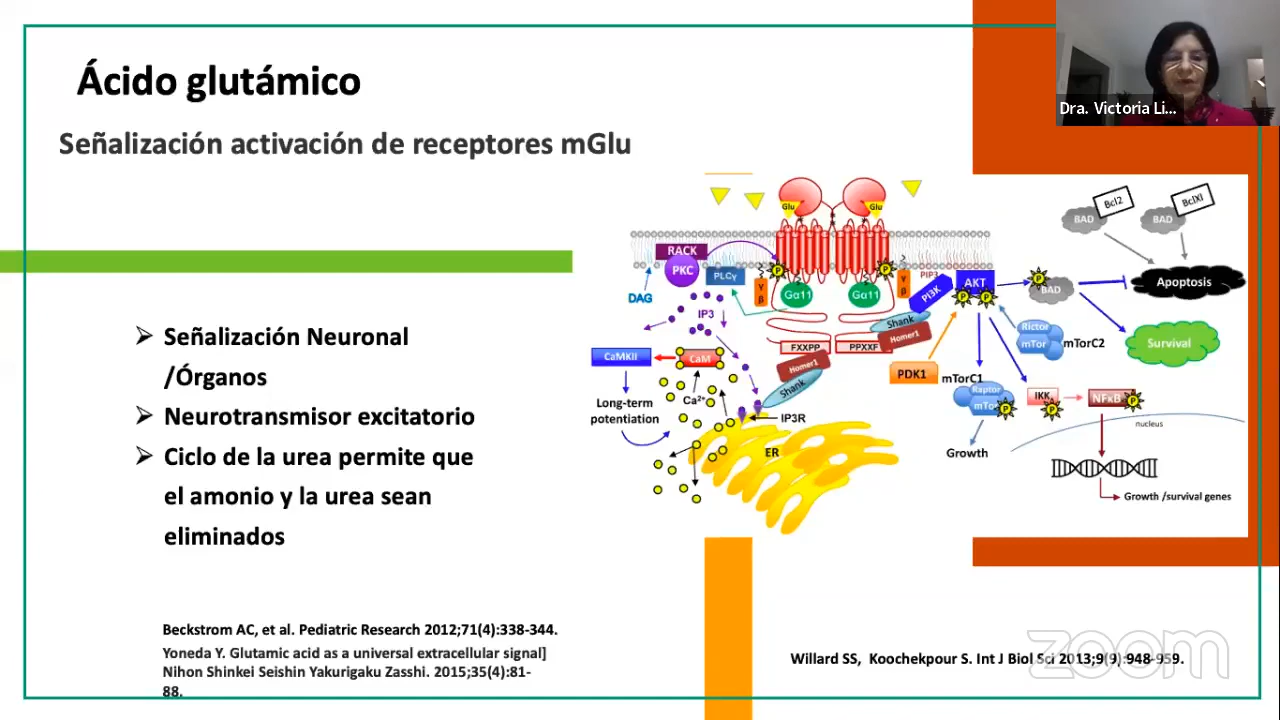 Ácido glutámico
Señalización activación de receptores mGlu
Dra. Victoria Li...
➢ Señalización Neuronal
/Órganos
➢ Neurotransmisor excitatorio
➢ Ciclo de la urea permite que
el amonio y la urea sean
eliminados
Glu
Glu
Bcl2
BAD
BclXl
BAD
RACK
PKC
PLCγ
P
P
γ
β
γ
β
Gα11
Gα11
PIP3
PI3K
AKT
P
P
P
BAD
Apoptosis
DAG
IP3
Shank
Homer1
FXXPP
PPXXF
Rictor
mTor
mTorC2
Survival
CaMKII
CaM
Homer1
Shank
PDK1
mTorC1
Raptor
mTor
P
IKK
P
NFκB
P
Ca2+
Long-term
potentiation
IP3R
nucleus
ER
Growth
Growth /survival genes
Beckstrom AC, et al. Pediatric Research 2012;71(4):338-344.
Yoneda Y. Glutamic acid as a universal extracellular signal]
Nihon Shinkei Seishin Yakurigaku Zasshi. 2015;35(4):81-
88.
Willard SS, Koochekpour S. Int J Biol Sci 2013;9(9):948-959.
zoom